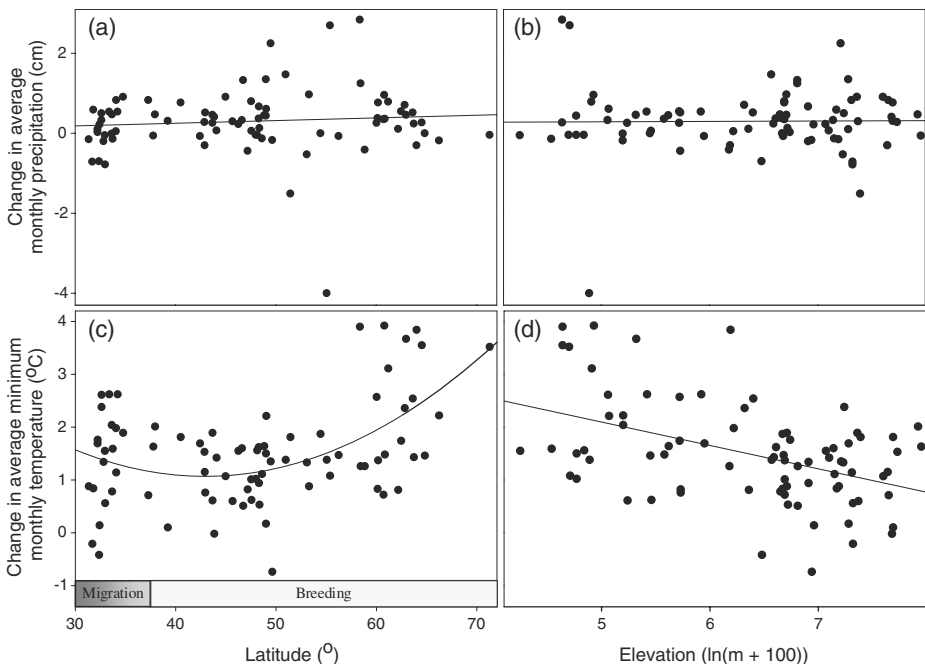 (a)
(b)
Change in average
monthly precipitation (cm)
2
0
-2
-4
(c)
(d)
Change in average minimum
monthly temperature (ºC)
4
3
2
1
0
-1
Migration
Breeding
30 40 50 60 70
5 6 7
Latitude (º)
Elevation (ln(m + 100))